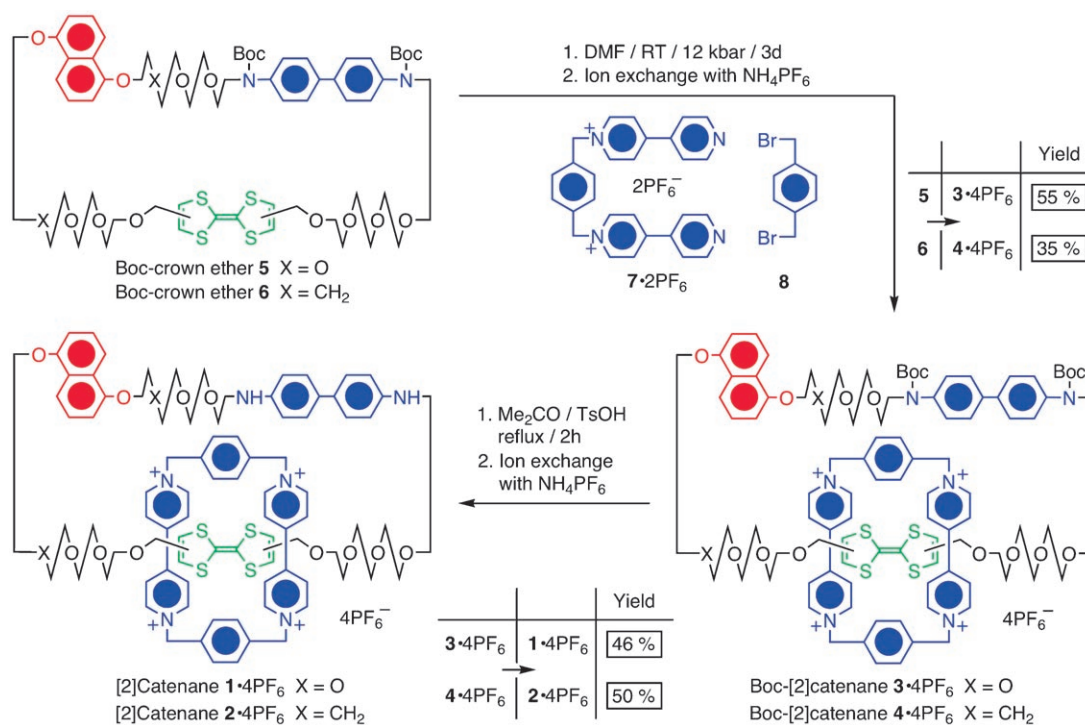 O
O
X
O
O
Boc
N
Boc
N
X
O
O
O
O
S
S
S
S
O
O
O
O
Boc-crown ether 5 X = O
Boc-crown ether 6 X = CH₂
1. DMF / RT / 12 kbar / 3d
2. Ion exchange with NH₄PF₆
+
N
N
2PF₆⁻
N
+
N
7•2PF₆
Br
Br
8
Yield
5 3•4PF₆ 55 %
6 4•4PF₆ 35 %
O
O
X
O
O
NH
NH
+
N
N
+
X
O
O
O
O
S
S
S
S
O
O
O
O
N
+
N
+
4PF₆⁻
[2]Catenane 1•4PF₆ X = O
[2]Catenane 2•4PF₆ X = CH₂
1. Me₂CO / TsOH
reflux / 2h
2. Ion exchange
with NH₄PF₆
Yield
3•4PF₆ 1•4PF₆ 46 %
4•4PF₆ 2•4PF₆ 50 %
O
O
X
O
O
Boc
N
Boc
N
+
N
N
+
X
O
O
O
O
S
S
S
S
O
O
O
O
N
+
N
+
4PF₆⁻
Boc-[2]catenane 3•4PF₆ X = O
Boc-[2]catenane 4•4PF₆ X = CH₂